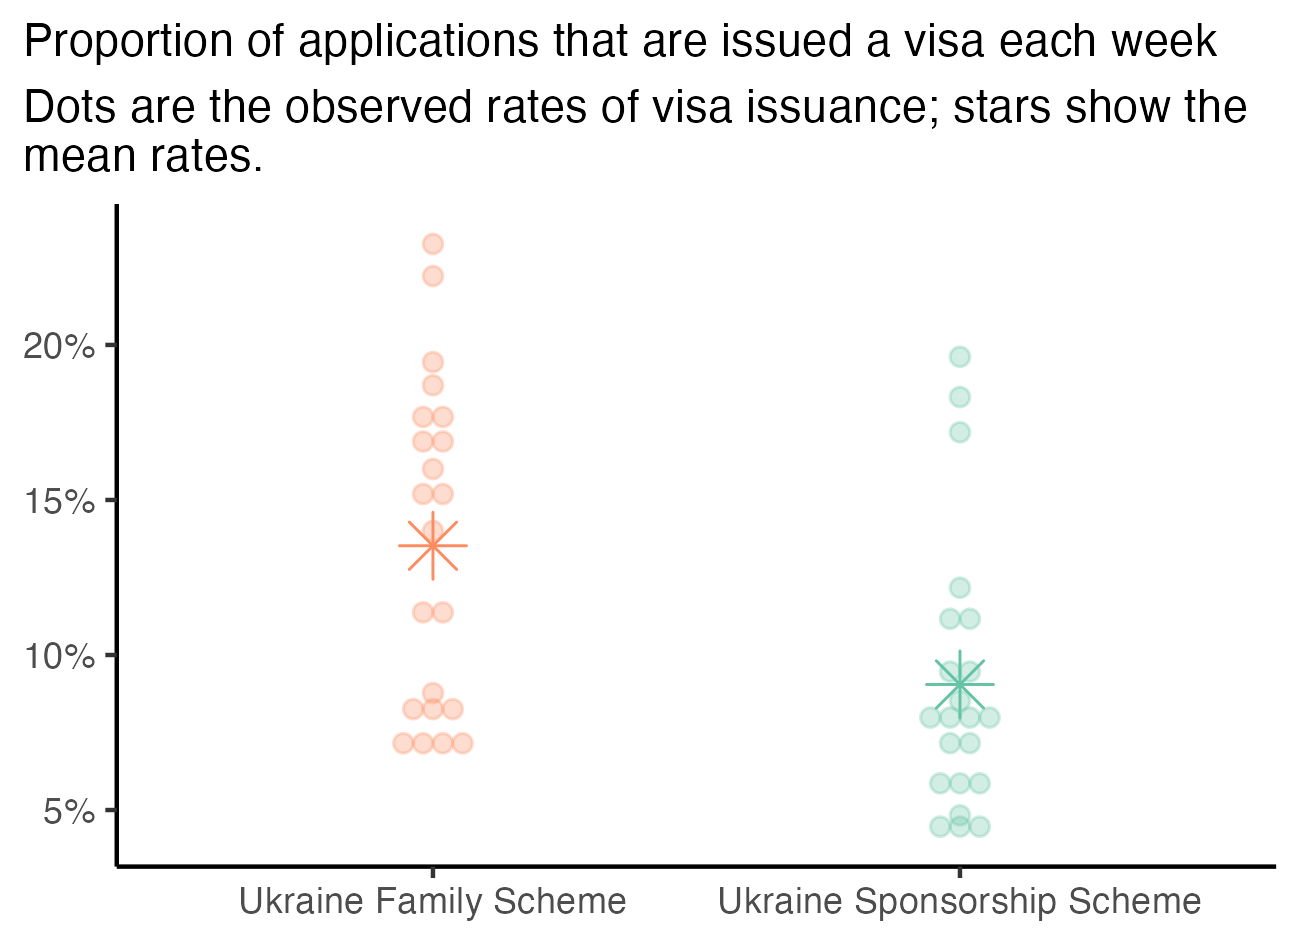 Proportion of applications that are issued a visa each week
Dots are the observed rates of visa issuance; stars show the
mean rates.
20%
15%
10%
5%
Ukraine Family Scheme
Ukraine Sponsorship Scheme